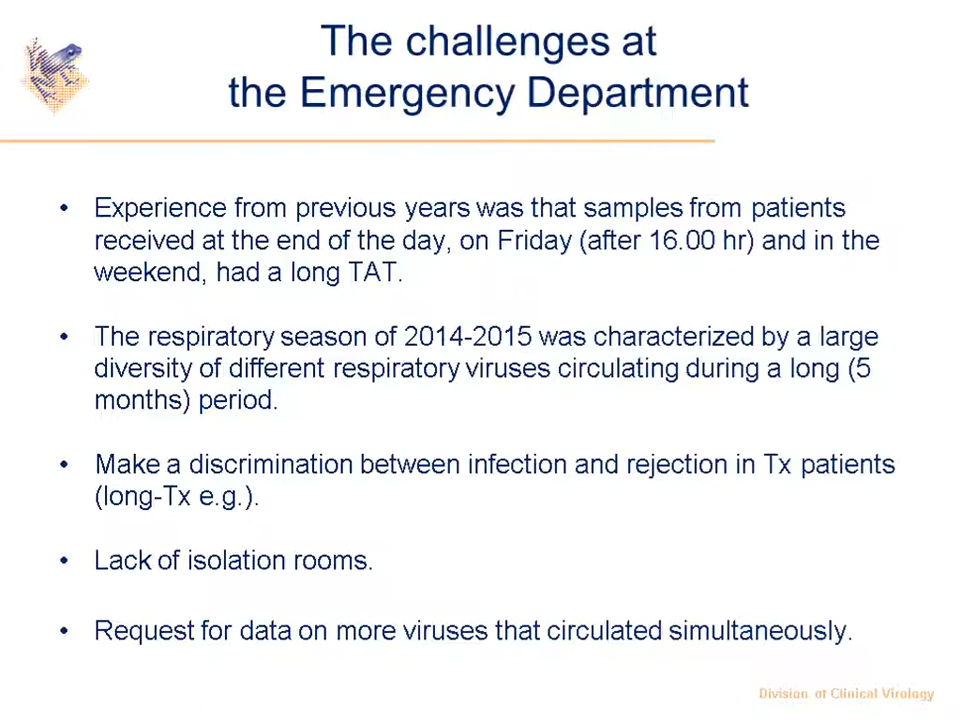 The challenges at
the Emergency Department
• Experience from previous years was that samples from patients
received at the end of the day, on Friday (after 16.00 hr) and in the
weekend, had a long TAT.
• The respiratory season of 2014-2015 was characterized by a large
diversity of different respiratory viruses circulating during a long (5
months) period.
• Make a discrimination between infection and rejection in Tx patients
(long-Tx e.g.).
• Lack of isolation rooms.
• Request for data on more viruses that circulated simultaneously.
Division of Clinical Virology